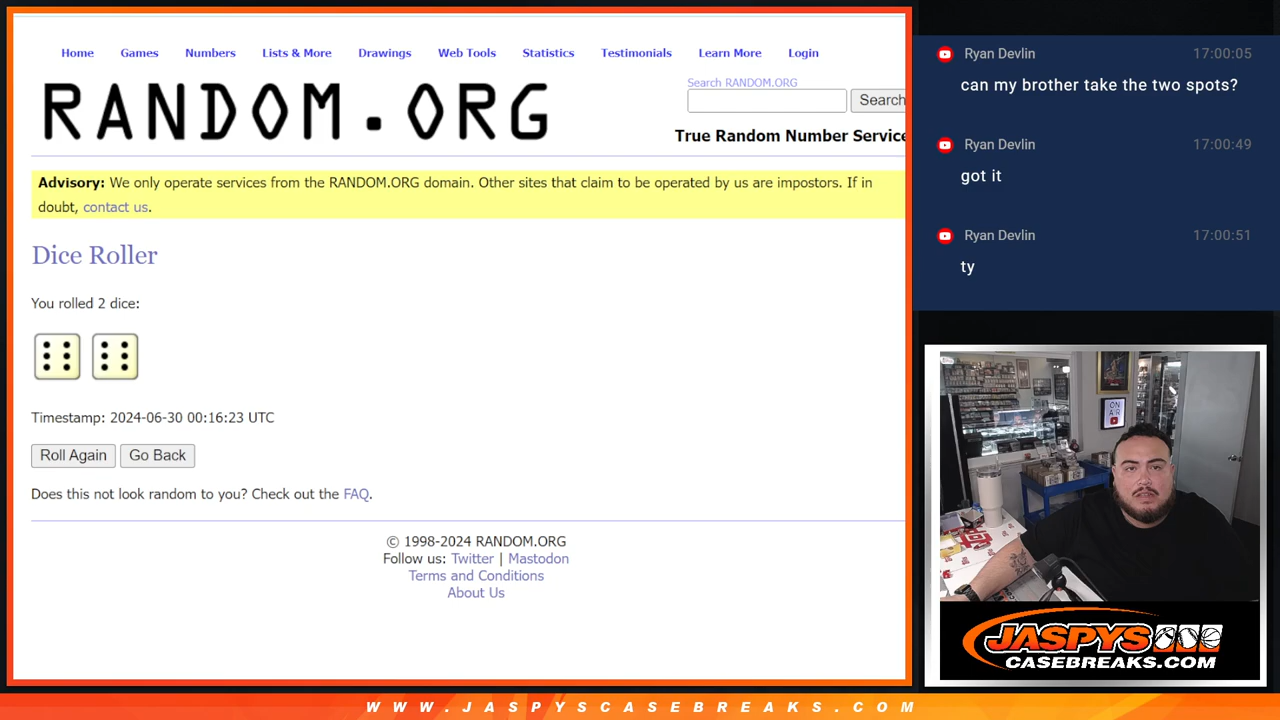 Home Games Numbers Lists & More Drawings Web Tools Statistics Testimonials Learn More Login
RANDOM.ORG
Search RANDOM.ORG
Search
True Random Number Service
Advisory: We only operate services from the RANDOM.ORG domain. Other sites that claim to be operated by us are impostors. If in
doubt, contact us.
Dice Roller
You rolled 2 dice:
Timestamp: 2024-06-30 00:16:23 UTC
Roll Again Go Back
Does this not look random to you? Check out the FAQ.
© 1998-2024 RANDOM.ORG
Follow us: Twitter | Mastodon
Terms and Conditions
About Us
Ryan Devlin 17:00:05
can my brother take the two spots?
Ryan Devlin 17:00:49
got it
Ryan Devlin 17:00:51
ty
ON
AIR
JASPYS
CASEBREAKS.COM
WWW.JASPYSCASEBREAKS.COM